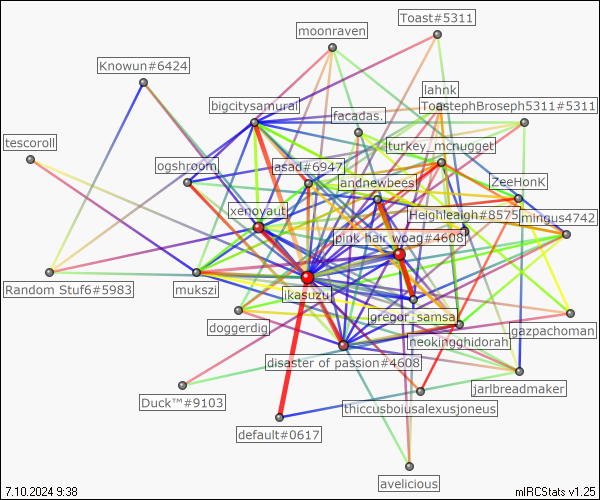 Toast#5311
moonraven
Knowun#6424
lahnk
bigcitysamurai
ToastephBroseph5311#5311
facadas.
tescoroll
turkey_mcnugget
ogshroom
jasad#6947
andnewbees
ZeeHonK
xenoyaut
Heighleaigh#8575
mingus4742
pink hair woag#4608
Random Stuf6#5983
mukszi
ikasuzu
gregor_samsa
doggerdig
gazpachoman
neokingghidorah
disaster of passion#4608
jarlbreadmaker
Duck™#9103
thiccusboiusalexusjoneus
default#0617
avelicious
7.10.2024 9:38
mIRCStats v1.25